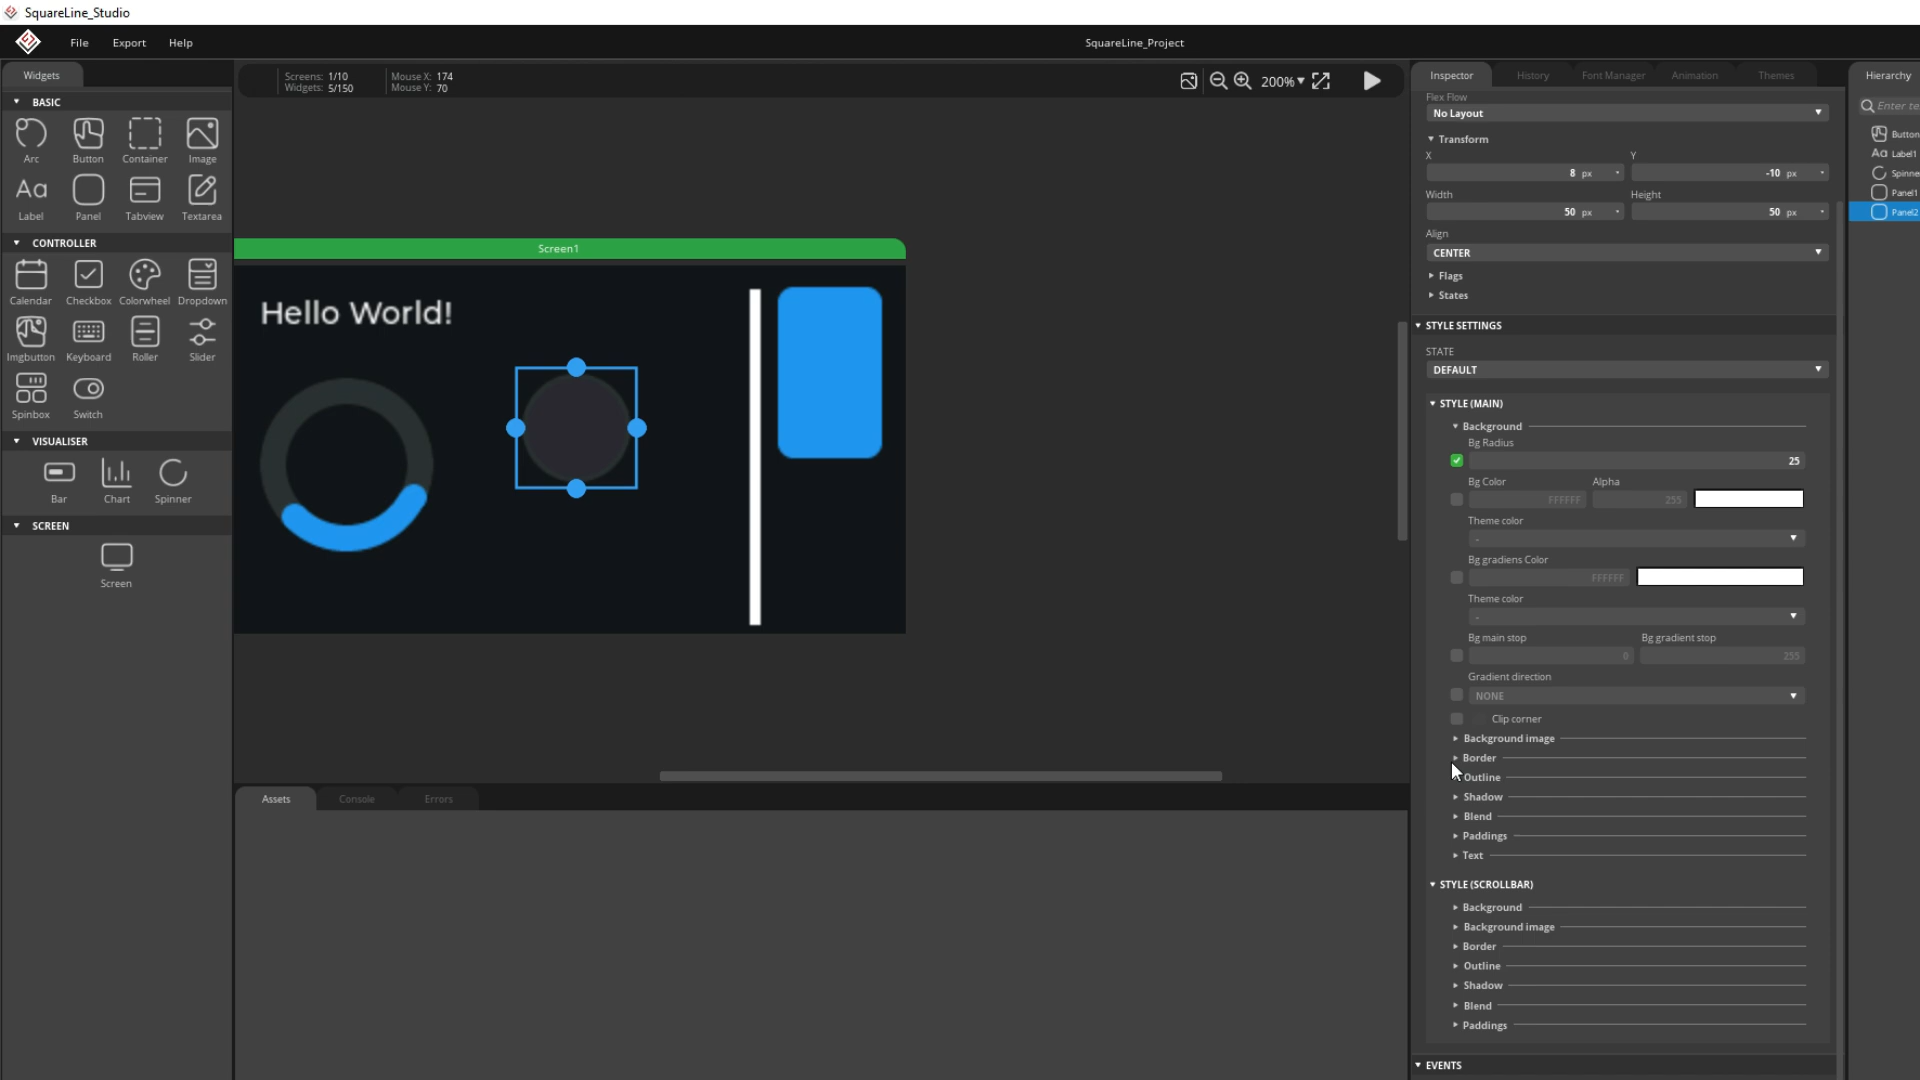 SquareLine_Studio
File Export Help
SquareLine_Project
Widgets
BASIC
Arc Button Container Image
Label Panel Tabview Textarea
CONTROLLER
Calendar Checkbox Colorwheel Dropdown
Imgbutton Keyboard Roller Slider
Spinbox Switch
VISUALISER
Bar Chart Spinner
SCREEN
Screen
Screens: 1/10 Mouse X: 174
Widgets: 5/150 Mouse Y: 70
200%
Screen1
Hello World!
Assets Console Errors
Inspector History Font Manager Animation Themes
Flex Flow
No Layout
Transform
X Y
8 px -10 px
Width Height
50 px 50 px
Align
CENTER
Flags
States
STYLE SETTINGS
STATE
DEFAULT
STYLE (MAIN)
Background
Bg Radius
25
Bg Color Alpha
FFFFFF 255
Theme color
-
Bg gradiens Color
FFFFFF
Theme color
-
Bg main stop Bg gradient stop
0 255
Gradient direction
NONE
Clip corner
Background image
Border
Outline
Shadow
Blend
Paddings
Text
STYLE (SCROLLBAR)
Background
Background image
Border
Outline
Shadow
Blend
Paddings
EVENTS
Hierarchy
Enter te
Button
Label1
Spinne
Panel1
Panel2